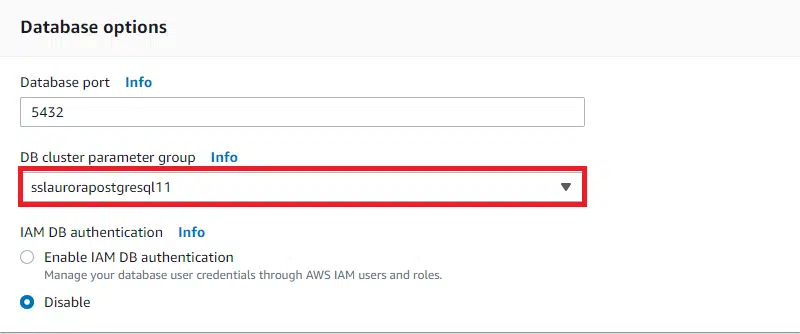 Database options
Database port Info
5432
DB cluster parameter group Info
sslaurorapostgresql11
IAM DB authentication Info
Enable IAM DB authentication
Manage your database user credentials through AWS IAM users and roles.
Disable